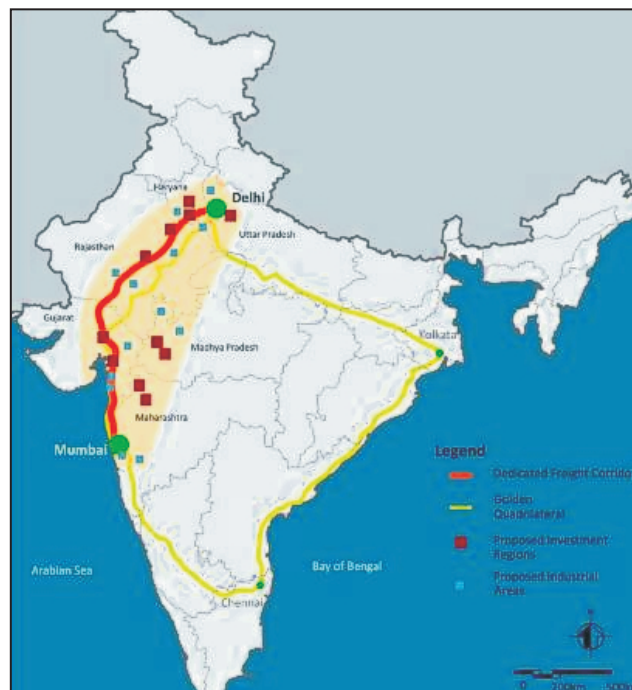 Haryana
Delhi
Rajasthan
Uttar Pradesh
Gujarat
Kolkata
Madhya Pradesh
Maharashtra
Mumbai
Legend
Dedicated Freight Corrido
Golden
Quadrilateral
Proposed Investment
Regions
Arabian Sea
Bay of Bengal
Proposed Industrial
Areas
Chennai
0 200km 500k